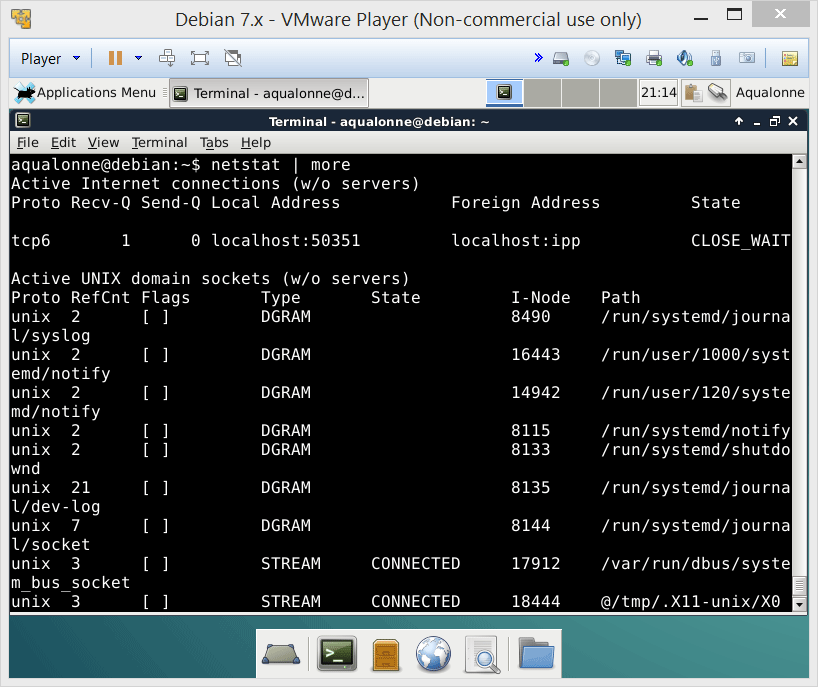 Debian 7.x - VMware Player (Non-commercial use only)
Player
Applications Menu
Terminal - aqualonne@d...
21:14
Aqualonne
Terminal - aqualonne@debian: ~
File Edit View Terminal Tabs Help
aqualonne@debian:~$ netstat | more
Active Internet connections (w/o servers)
Proto Recv-Q Send-Q Local Address           Foreign Address         State
tcp6       1      0 localhost:50351         localhost:ipp           CLOSE_WAIT
Active UNIX domain sockets (w/o servers)
Proto RefCnt Flags       Type       State         I-Node   Path
unix  2      [ ]         DGRAM                    8490     /run/systemd/journa
l/syslog
unix  2      [ ]         DGRAM                    16443    /run/user/1000/syst
emd/notify
unix  2      [ ]         DGRAM                    14942    /run/user/120/syste
md/notify
unix  2      [ ]         DGRAM                    8115     /run/systemd/notify
unix  2      [ ]         DGRAM                    8133     /run/systemd/shutdo
wnd
unix  21     [ ]         DGRAM                    8135     /run/systemd/journa
l/dev-log
unix  7      [ ]         DGRAM                    8144     /run/systemd/journa
l/socket
unix  3      [ ]         STREAM     CONNECTED     17912    /var/run/dbus/syste
m_bus_socket
unix  3      [ ]         STREAM     CONNECTED     18444    @/tmp/.X11-unix/X0